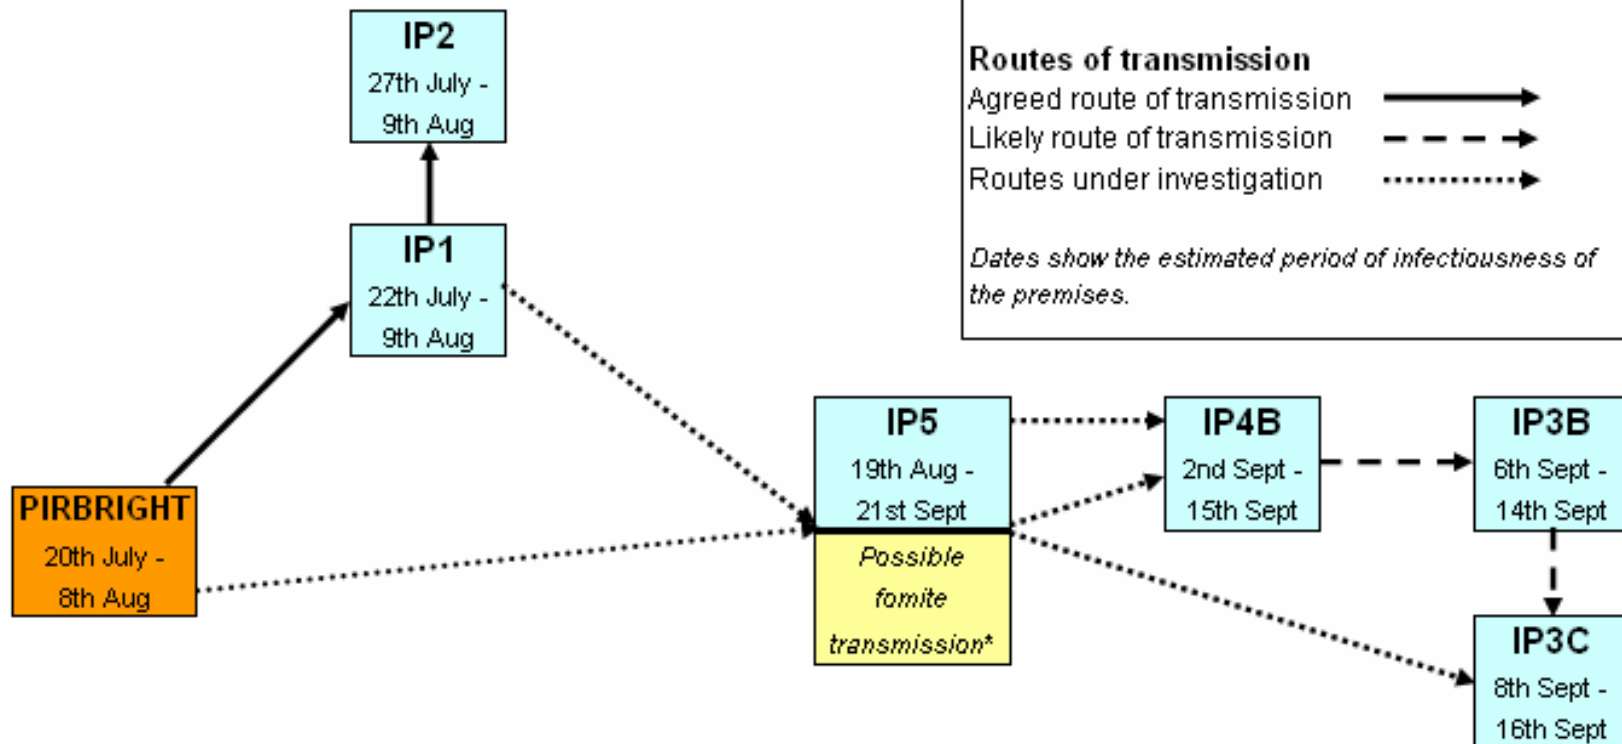 IP2
27th July -
9th Aug
Routes of transmission
Agreed route of transmission
Likely route of transmission
Routes under investigation
Dates show the estimated period of infectiousness of
the premises.
IP1
22th July -
9th Aug
PIRBRIGHT
20th July -
8th Aug
IP5
19th Aug -
21st Sept
Possible
fomite
transmission*
IP4B
2nd Sept -
15th Sept
IP3B
6th Sept -
14th Sept
IP3C
8th Sept -
16th Sept